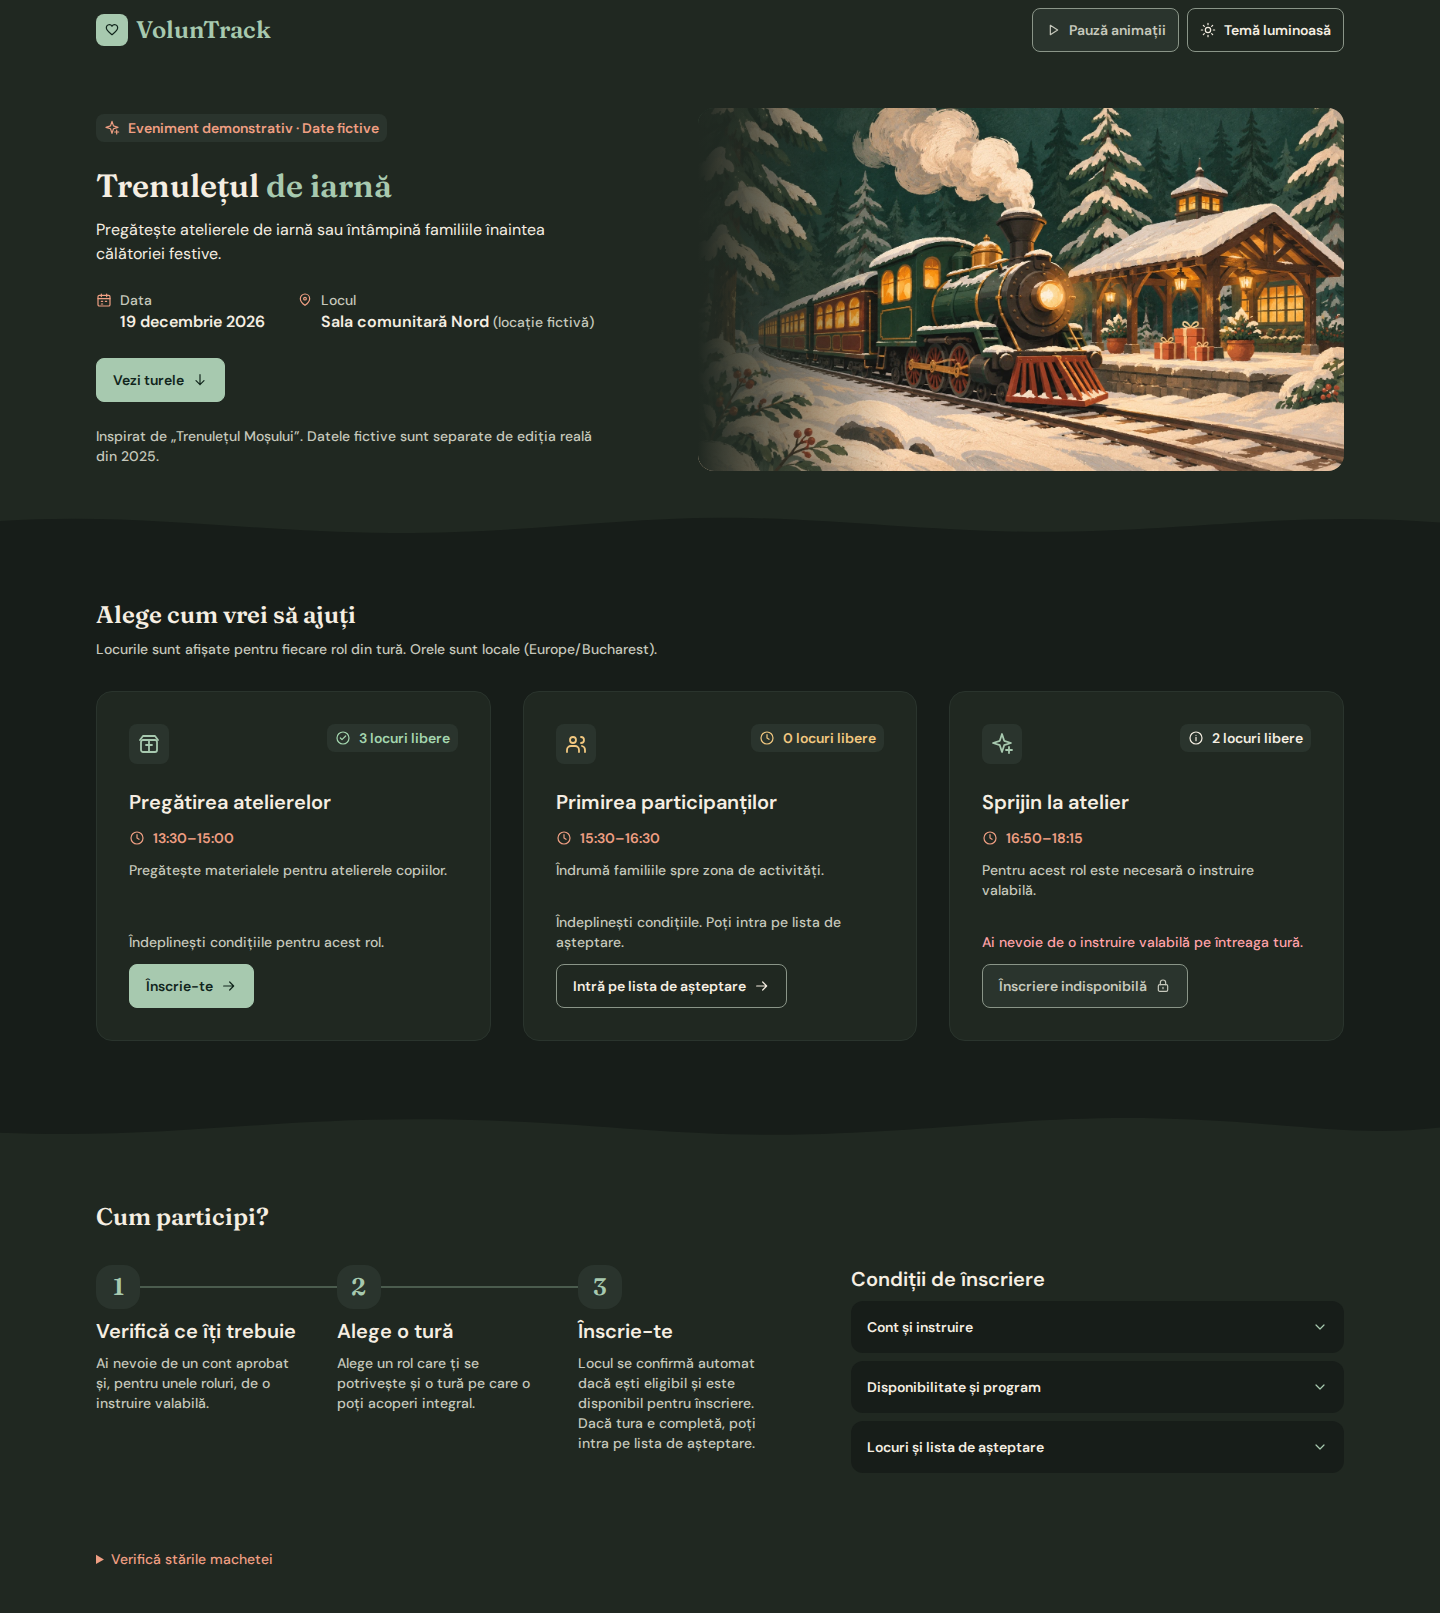 VolunTrack
Pauză animații
Temă luminoasă
Eveniment demonstrativ · Date fictive
Trenulețul de iarnă
Pregătește atelierele de iarnă sau întâmpină familiile înaintea
călătoriei festive.
Data
19 decembrie 2026
Locul
Sala comunitară Nord (locație fictivă)
Vezi turele
Inspirat de „Trenulețul Moșului”. Datele fictive sunt separate de ediția reală
din 2025.
Alege cum vrei să ajuți
Locurile sunt afișate pentru fiecare rol din tură. Orele sunt locale (Europe/Bucharest).
3 locuri libere
Pregătirea atelierelor
13:30–15:00
Pregătește materialele pentru atelierele copiilor.
Îndeplinești condițiile pentru acest rol.
Înscrie-te
0 locuri libere
Primirea participanților
15:30–16:30
Îndrumă familiile spre zona de activități.
Îndeplinești condițiile. Poți intra pe lista de
așteptare.
Intră pe lista de așteptare
2 locuri libere
Sprijin la atelier
16:50–18:15
Pentru acest rol este necesară o instruire
valabilă.
Ai nevoie de o instruire valabilă pe întreaga tură.
Înscriere indisponibilă
Cum participi?
1
Verifică ce îți trebuie
Ai nevoie de un cont aprobat
și, pentru unele roluri, de o
instruire valabilă.
2
Alege o tură
Alege un rol care ți se
potrivește și o tură pe care o
poți acoperi integral.
3
Înscrie-te
Locul se confirmă automat
dacă ești eligibil și este
disponibil pentru înscriere.
Dacă tura e completă, poți
intra pe lista de așteptare.
Condiții de înscriere
Cont și instruire
Disponibilitate și program
Locuri și lista de așteptare
Verifică stările machetei